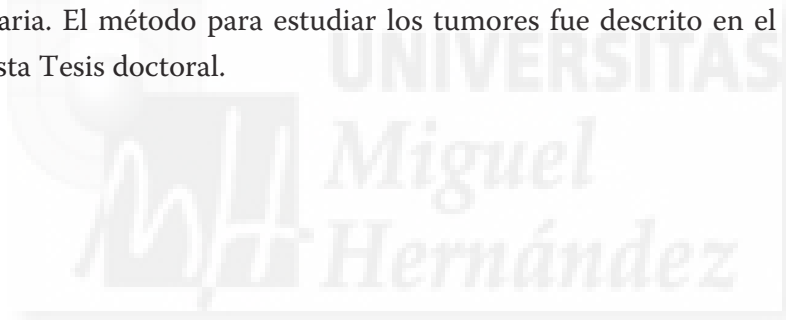 aria. El método para estudiar los tumores fue descrito en el
sta Tesis doctoral.
UNIVERSITAS
Miguel
Hernández